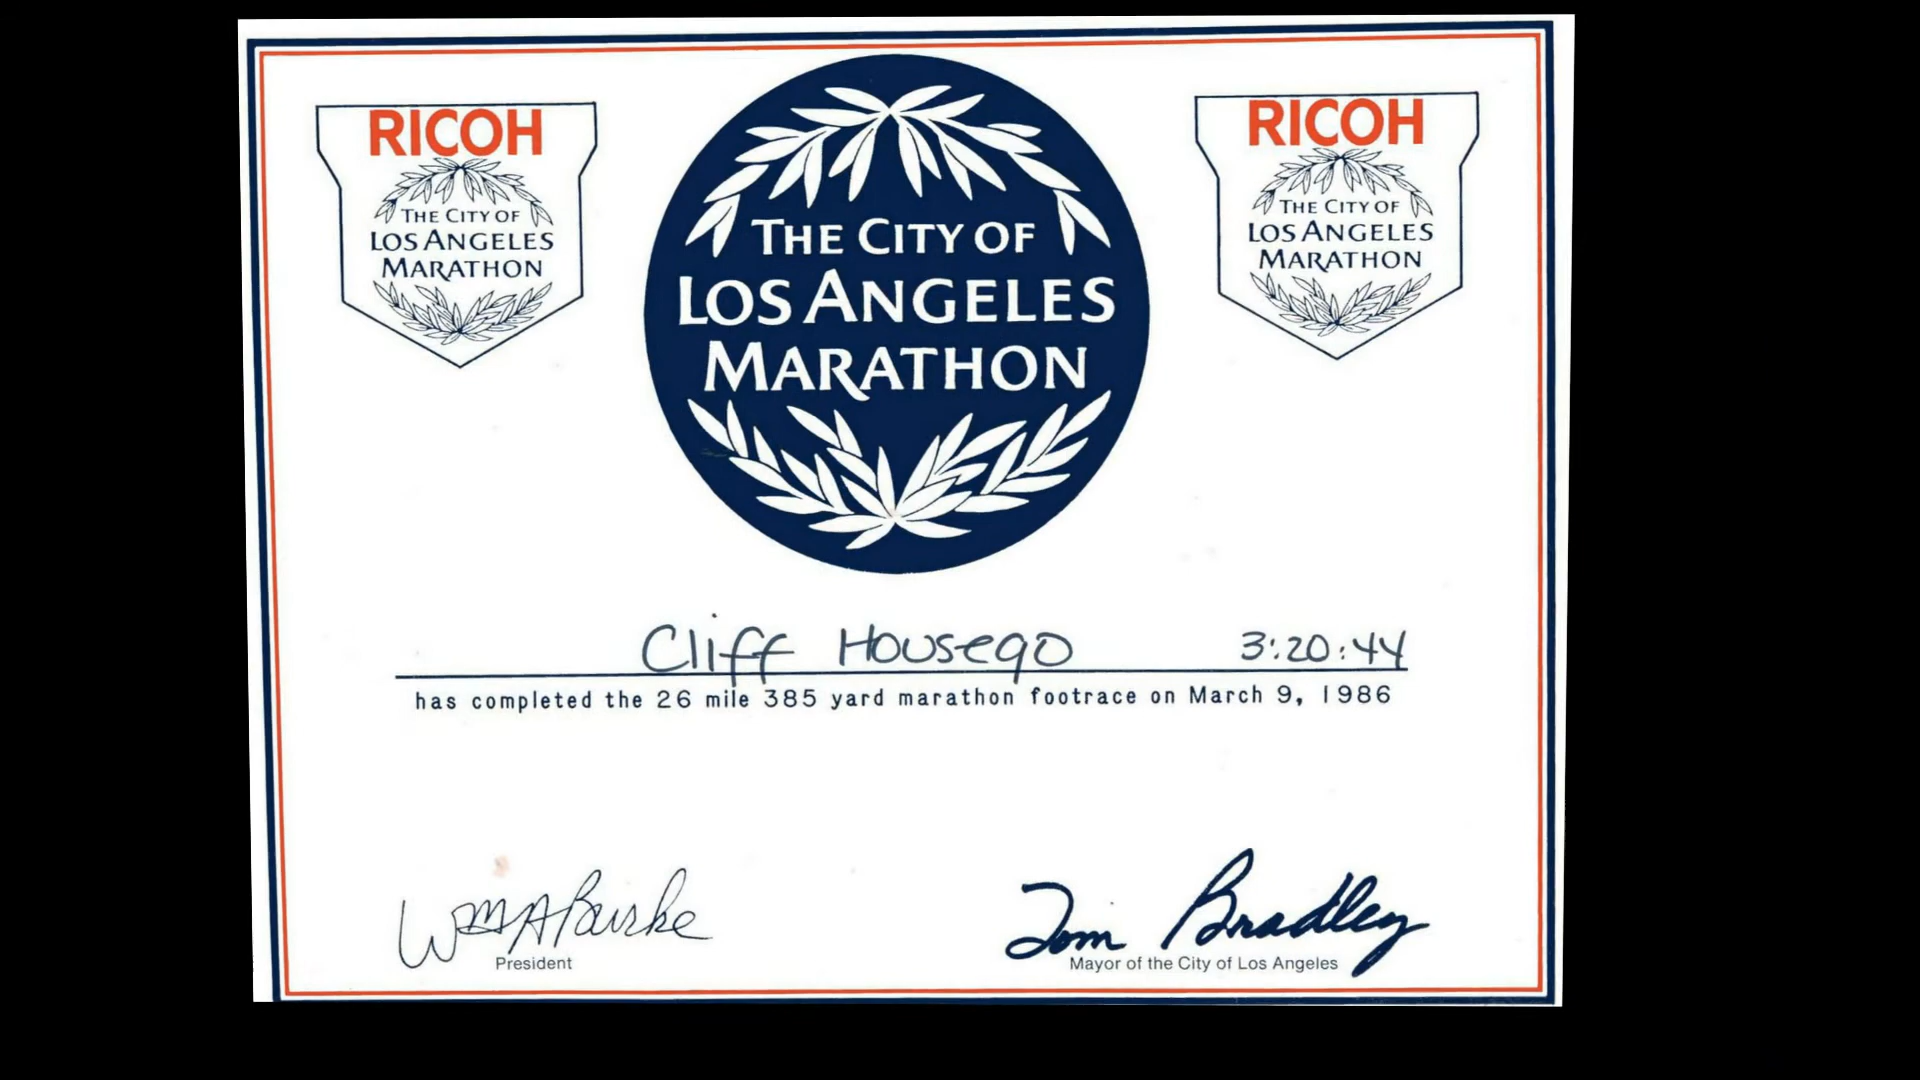 RICOH
THE CITY OF
LOS ANGELES
MARATHON
THE CITY OF
LOS ANGELES
MARATHON
RICOH
THE CITY OF
LOS ANGELES
MARATHON
Cliff Housego 3:20:44
has completed the 26 mile 385 yard marathon footrace on March 9, 1986
Wm A Burke
President
Tom Bradley
Mayor of the City of Los Angeles